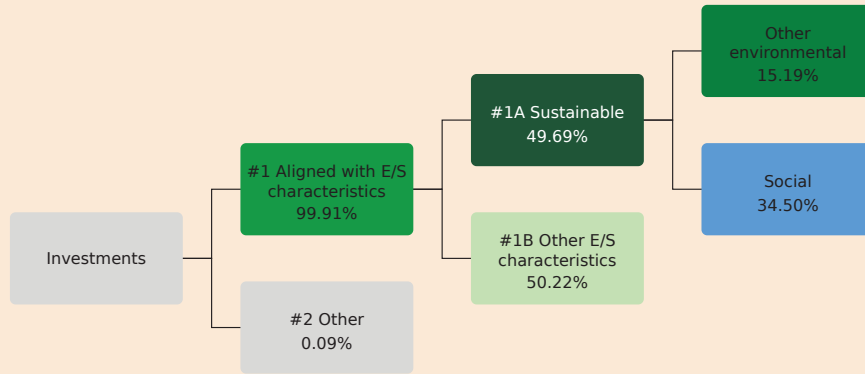 Other
environmental
15.19%
#1A Sustainable
49.69%
#1 Aligned with E/S
characteristics
99.91%
Social
34.50%
Investments
#1B Other E/S
characteristics
50.22%
#2 Other
0.09%